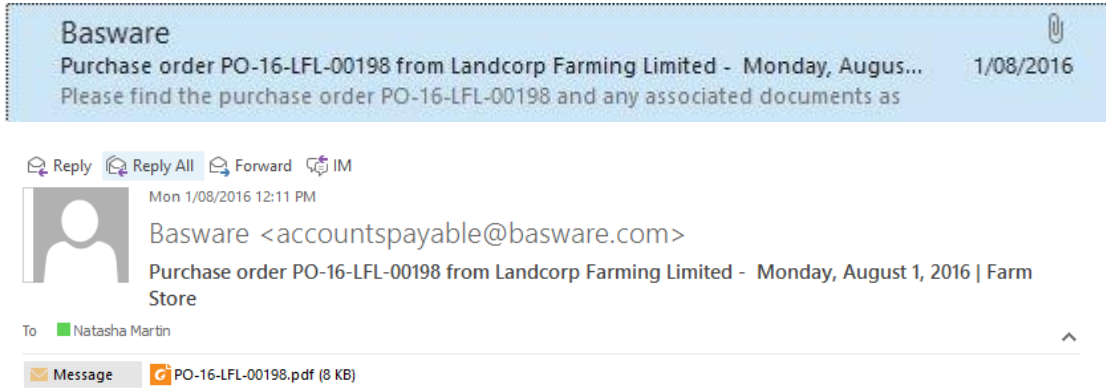 Basware
Purchase order PO-16-LFL-00198 from Landcorp Farming Limited -  Monday, Augus... 1/08/2016
Please find the purchase order PO-16-LFL-00198 and any associated documents as
Reply Reply All Forward IM
Mon 1/08/2016 12:11 PM
Basware <accountspayable@basware.com>
Purchase order PO-16-LFL-00198 from Landcorp Farming Limited -  Monday, August 1, 2016 | Farm
Store
To Natasha Martin
Message PO-16-LFL-00198.pdf (8 KB)